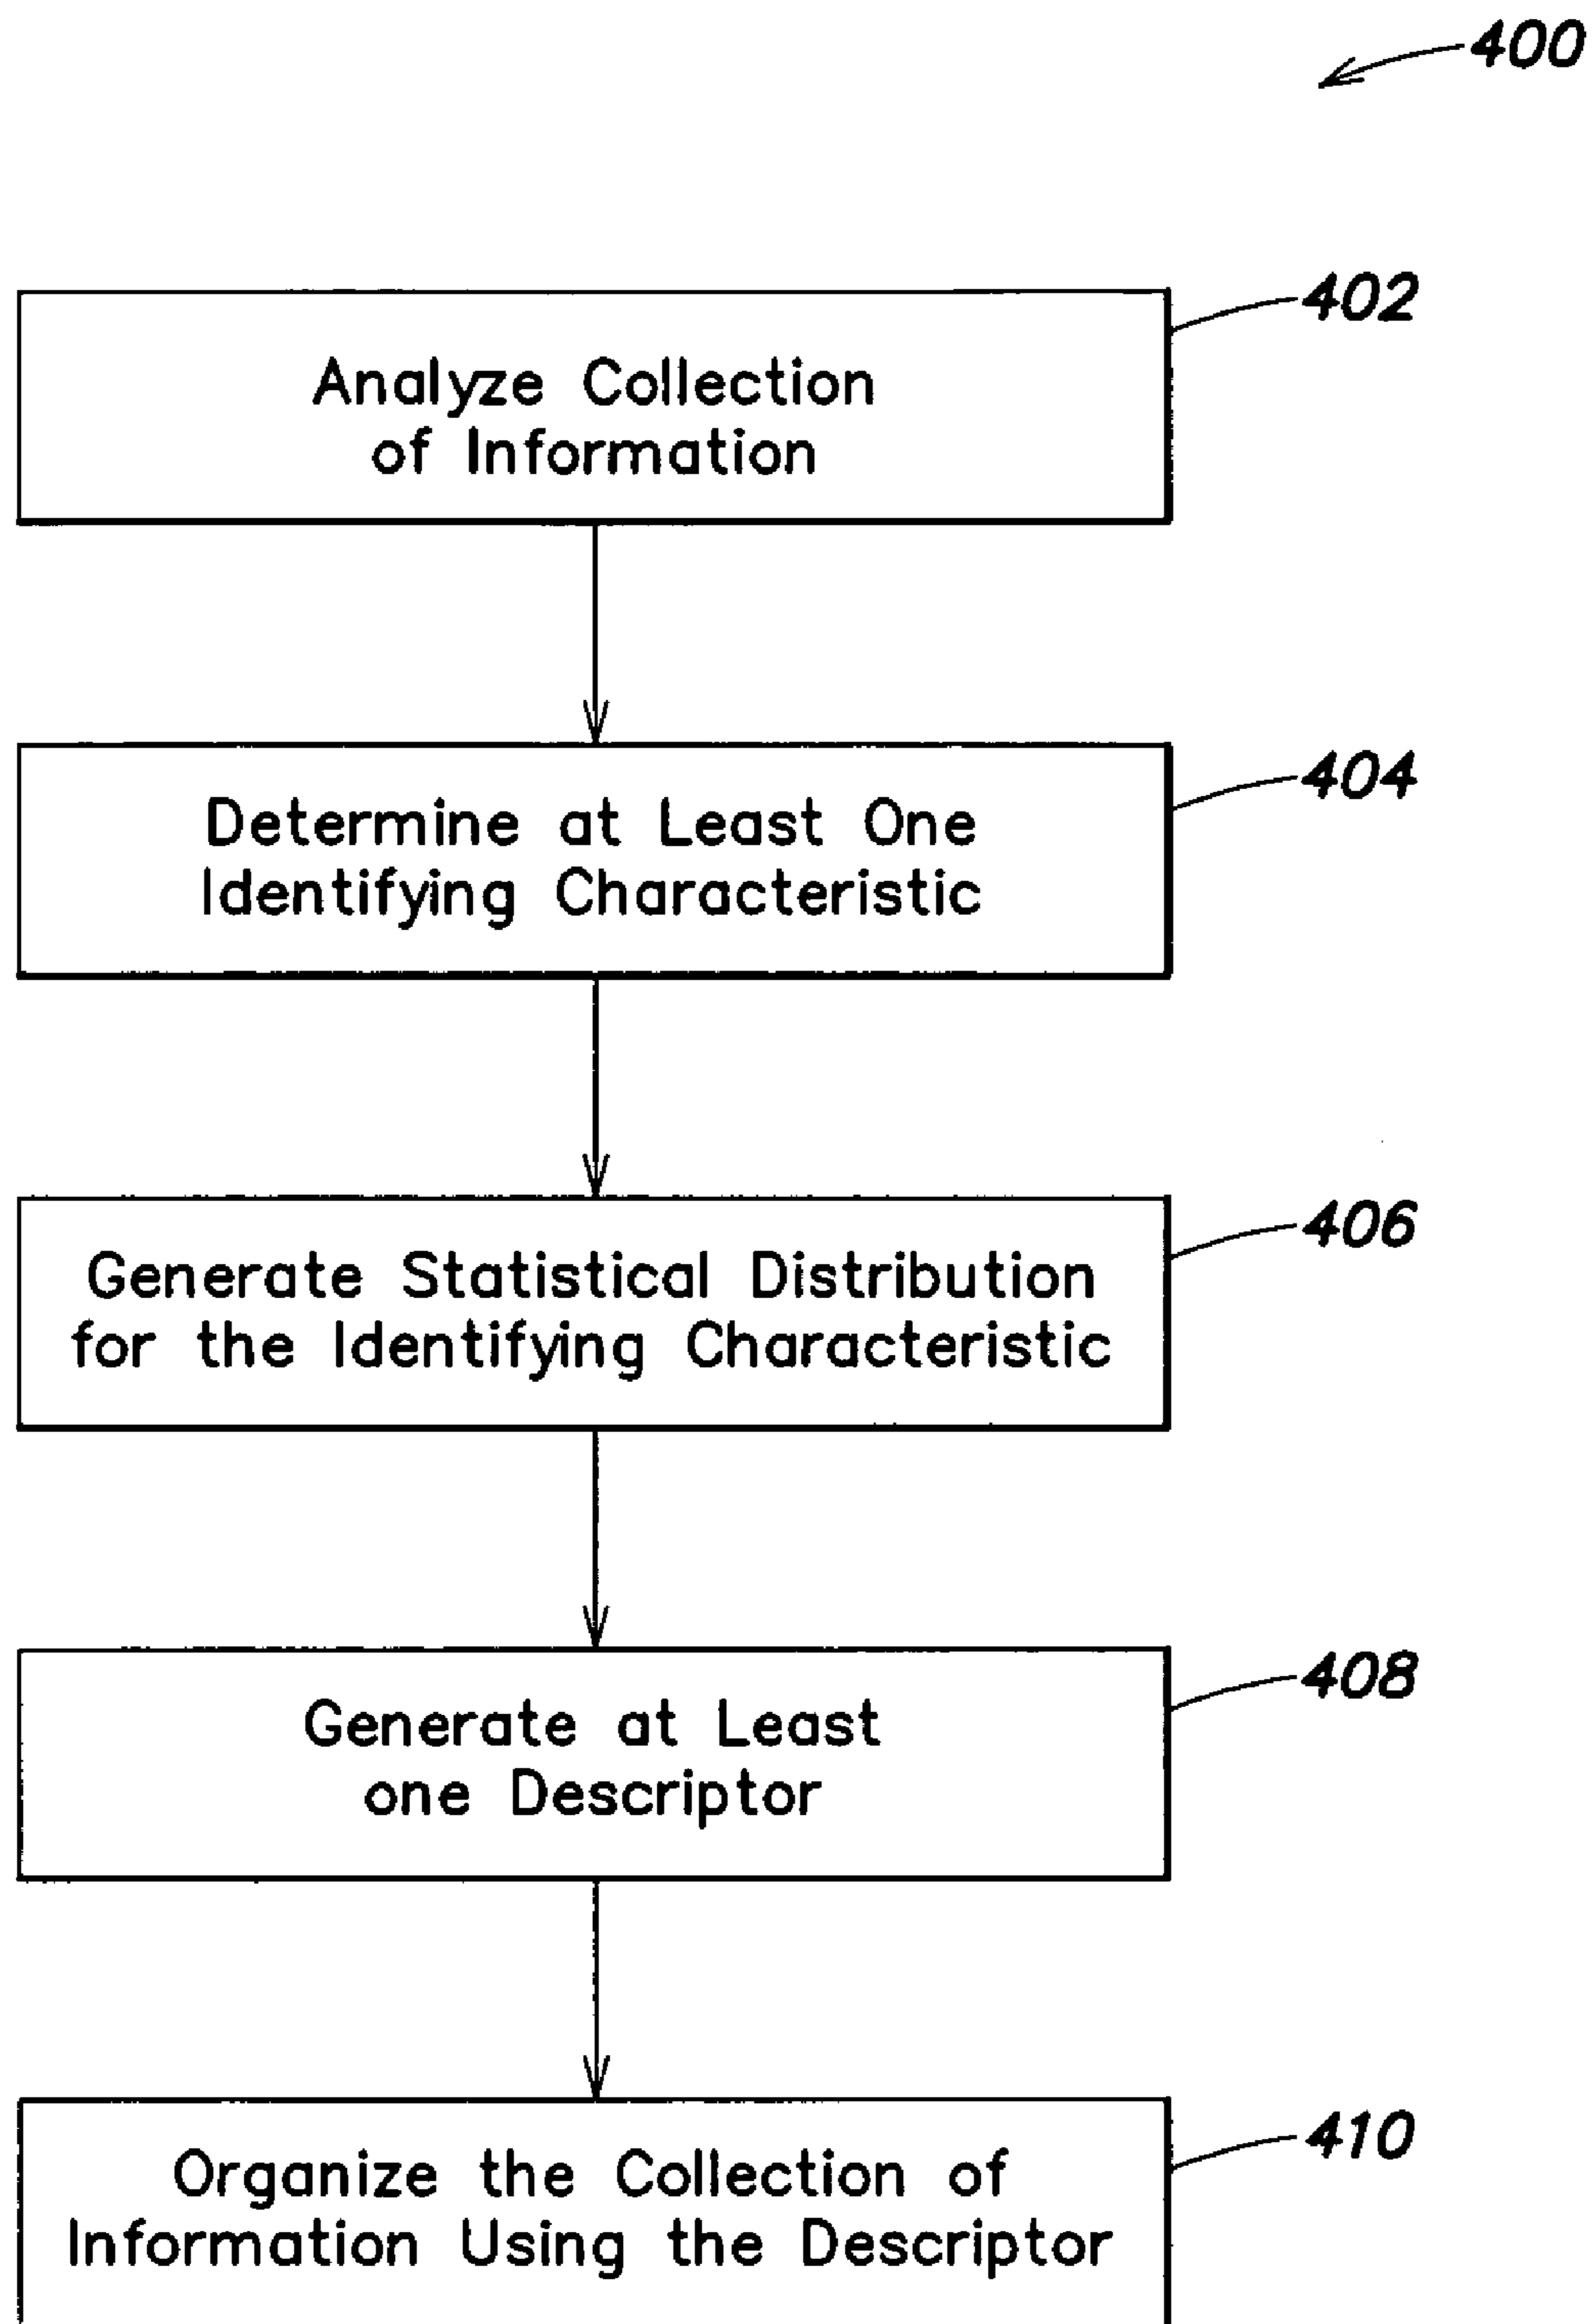 400
402
Analyze Collection
of Information
404
Determine at Least One
Identifying Characteristic
406
Generate Statistical Distribution
for the Identifying Characteristic
408
Generate at Least
one Descriptor
410
Organize the Collection of
Information Using the Descriptor